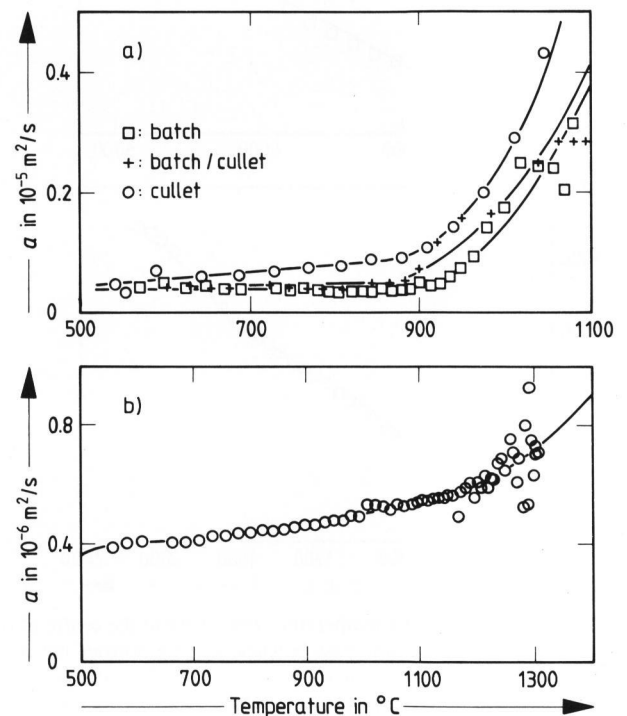 a)
□: batch
+: batch / cullet
○: cullet
a in 10⁻⁵ m²/s
0.4
0.2
0
500 700 900 1100
b)
a in 10⁻⁶ m²/s
0.8
0.4
0
500 700 900 1100 1300
Temperature in °C